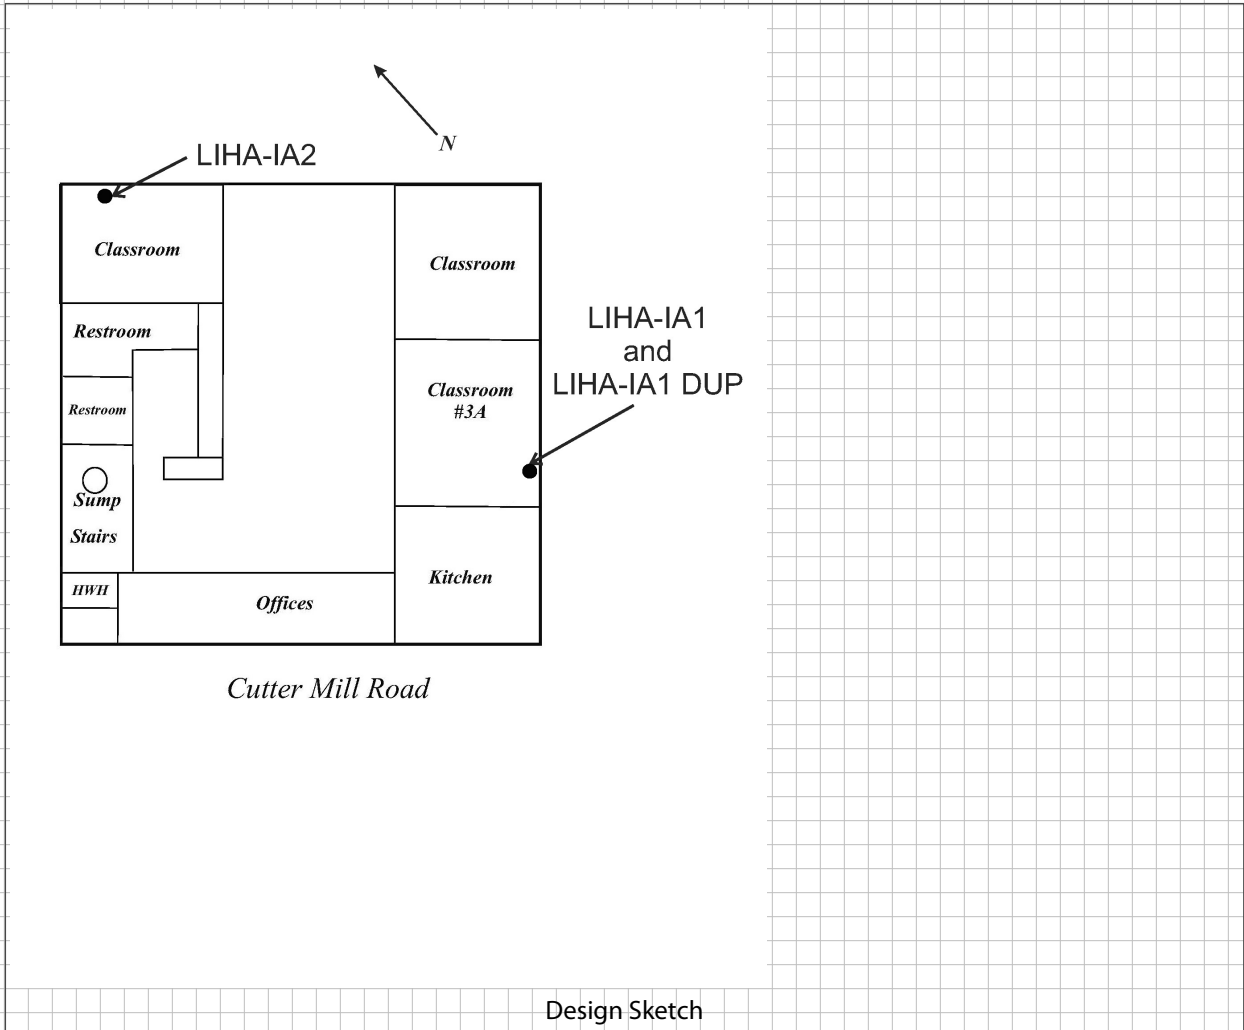 N
LIHA-IA2
Classroom
Classroom
LIHA-IA1
and
LIHA-IA1 DUP
Restroom
Classroom
#3A
Restroom
Sump
Stairs
Kitchen
HWH
Offices
Cutter Mill Road
Design Sketch